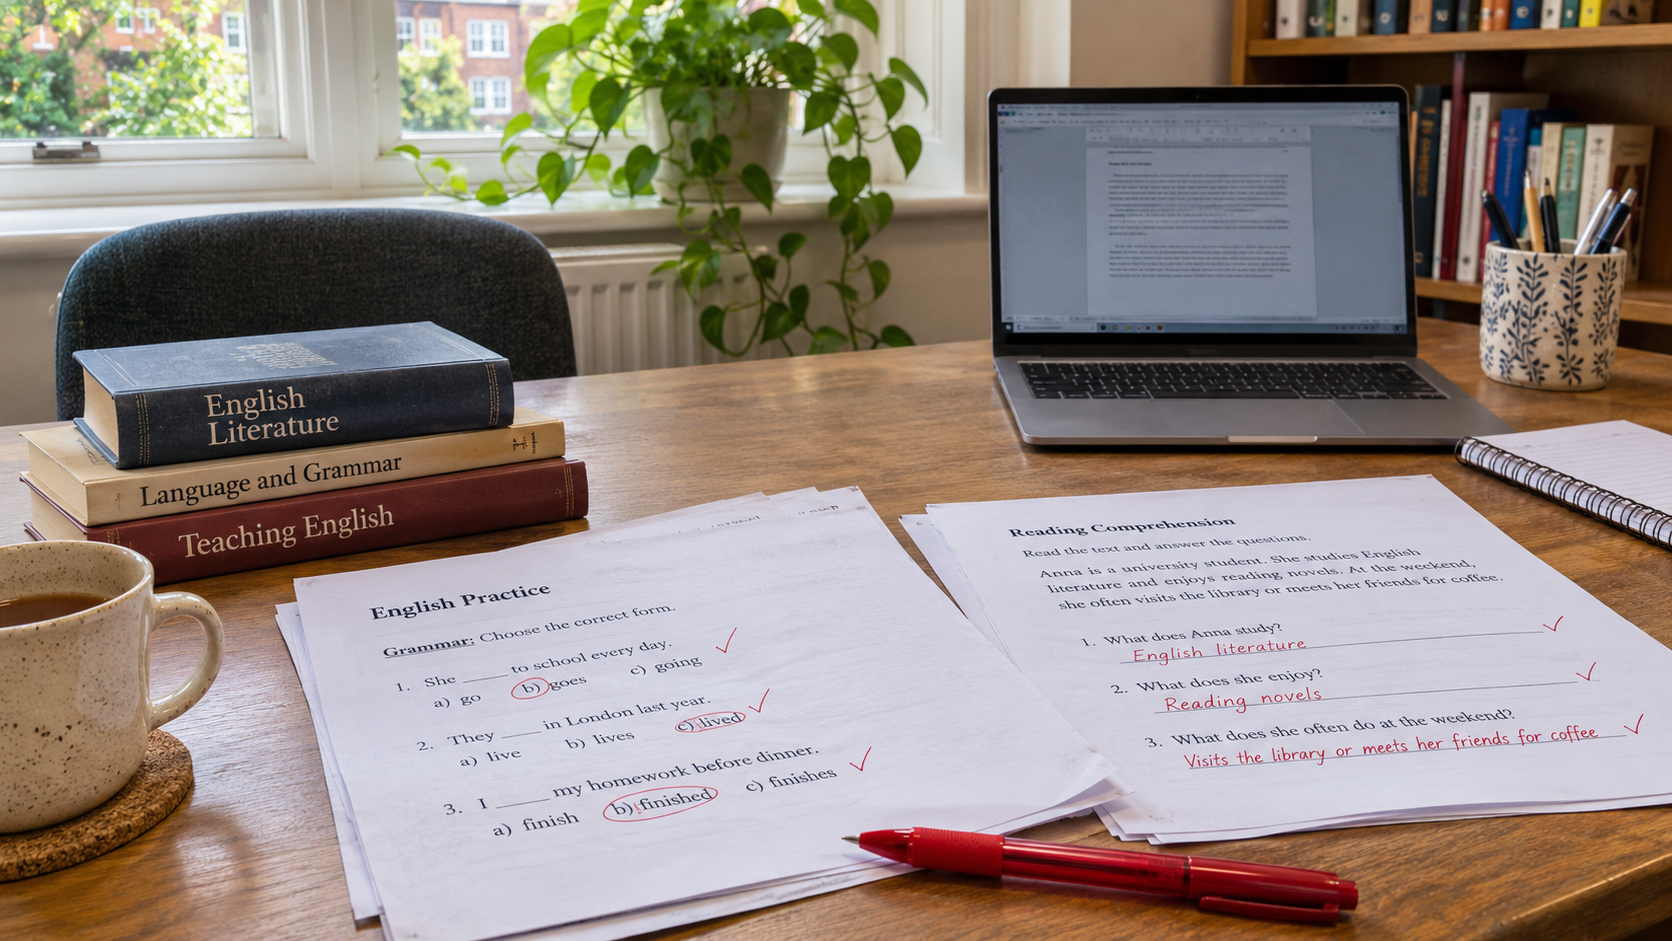 English
Literature
Language and Grammar
Teaching English
English Practice
Grammar: Choose the correct form.
1. She ____ to school every day.
a) go b) goes c) going
2. They ____ in London last year.
a) live b) lives c) lived
3. I ____ my homework before dinner.
a) finish b) finished c) finishes
Reading Comprehension
Read the text and answer the questions.
Anna is a university student. She studies English
literature and enjoys reading novels. At the weekend,
she often visits the library or meets her friends for coffee.
1. What does Anna study?
English literature
2. What does she enjoy?
Reading novels
3. What does she often do at the weekend?
Visits the library or meets her friends for coffee